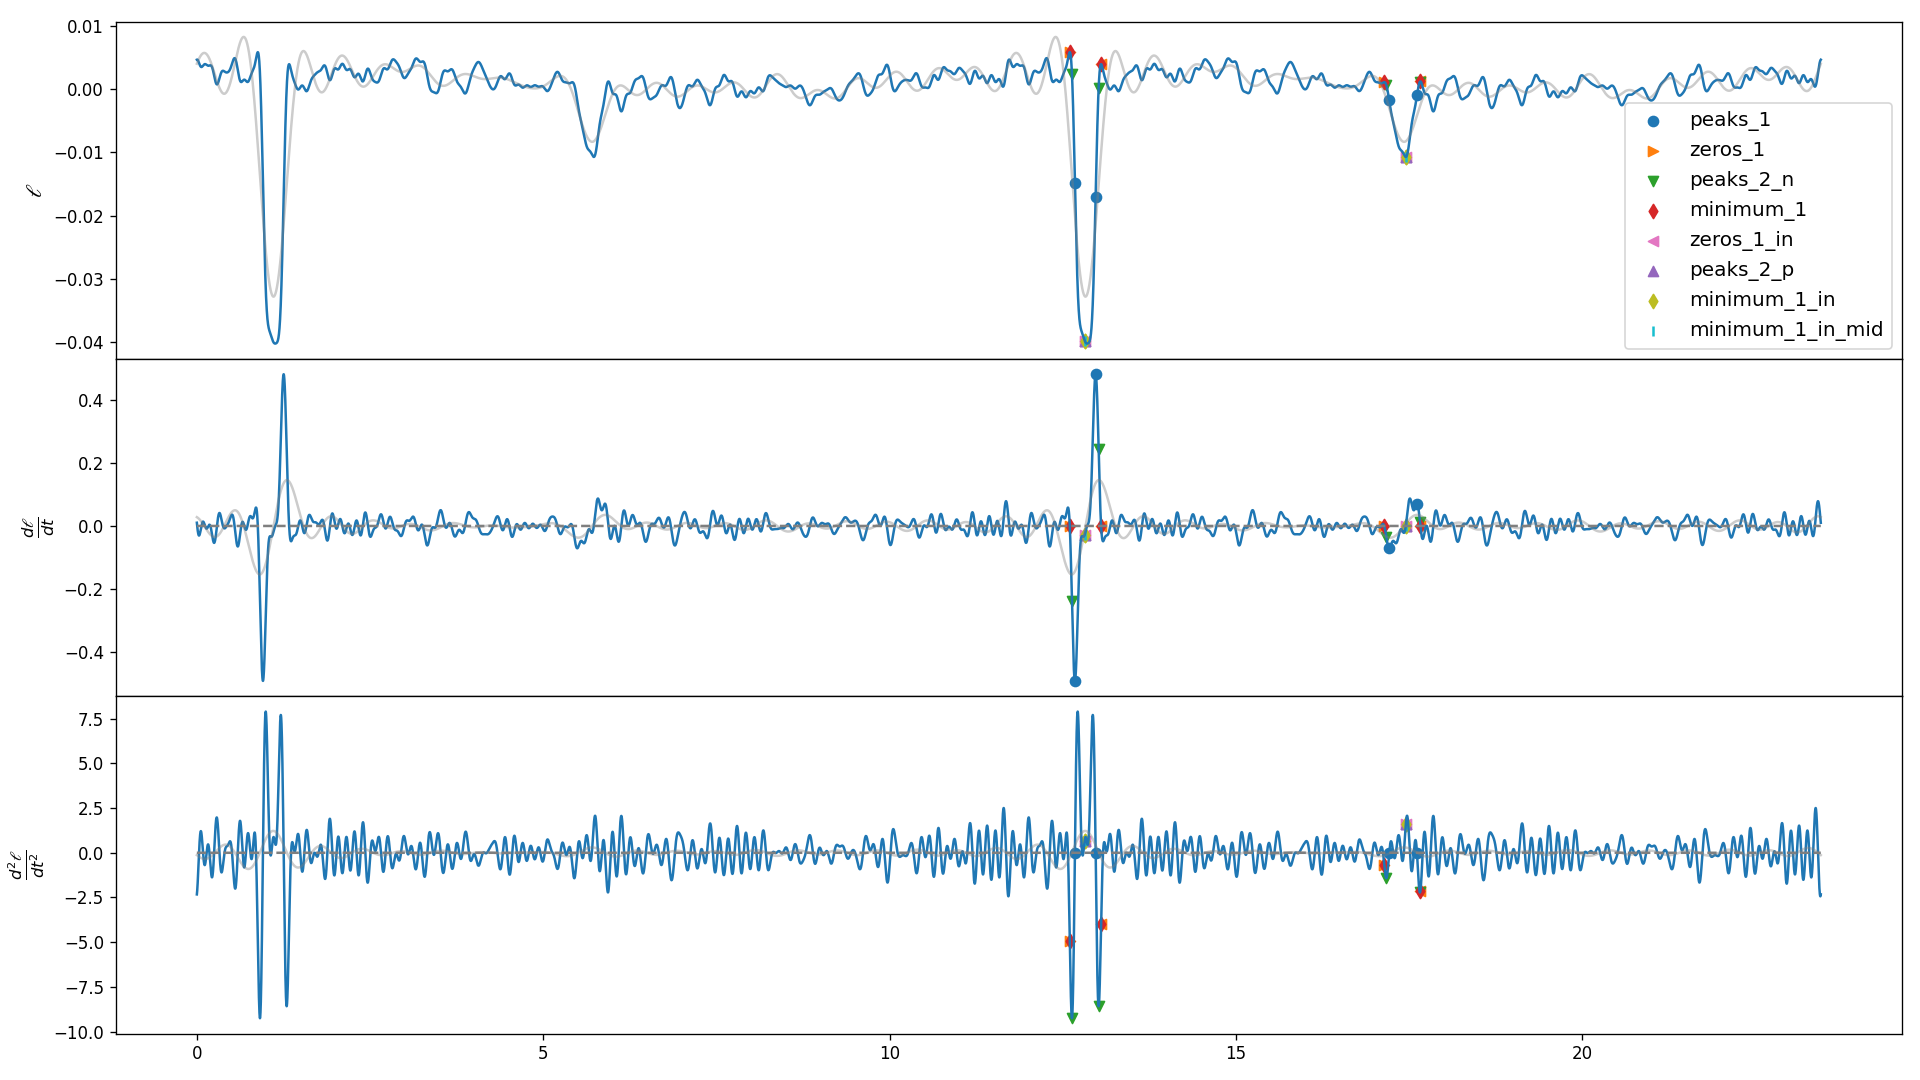 0.01
0.00
−0.01
−0.02
−0.03
−0.04
ℓ
peaks_1
zeros_1
peaks_2_n
minimum_1
zeros_1_in
peaks_2_p
minimum_1_in
minimum_1_in_mid
0.4
0.2
0.0
−0.2
−0.4
dℓ
dt
7.5
5.0
2.5
0.0
−2.5
−5.0
−7.5
−10.0
d²ℓ
dt²
0 5 10 15 20